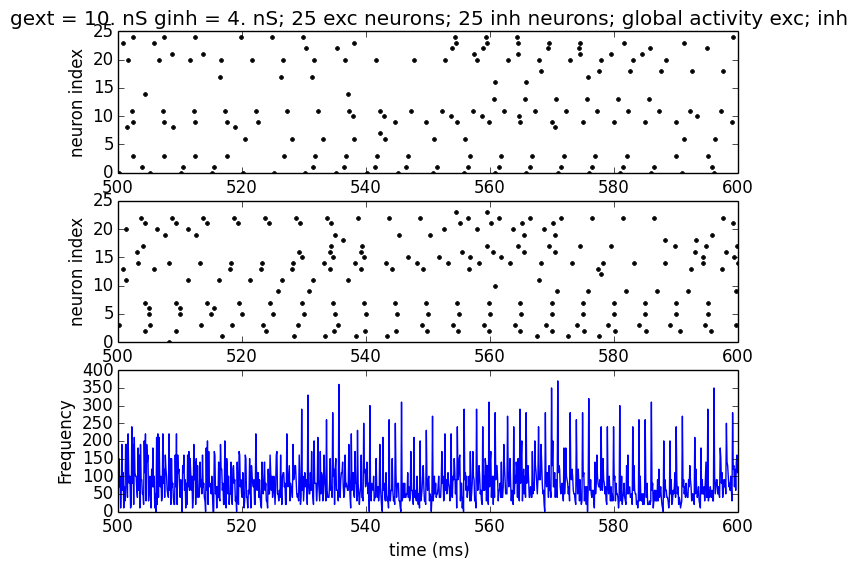 gext = 10. nS ginh = 4. nS; 25 exc neurons; 25 inh neurons; global activity exc; inh
25
20
15
10
5
0
neuron index
500 520 540 560 580 600
25
20
15
10
5
0
neuron index
500 520 540 560 580 600
400
350
300
250
200
150
100
50
0
Frequency
500 520 540 560 580 600
time (ms)